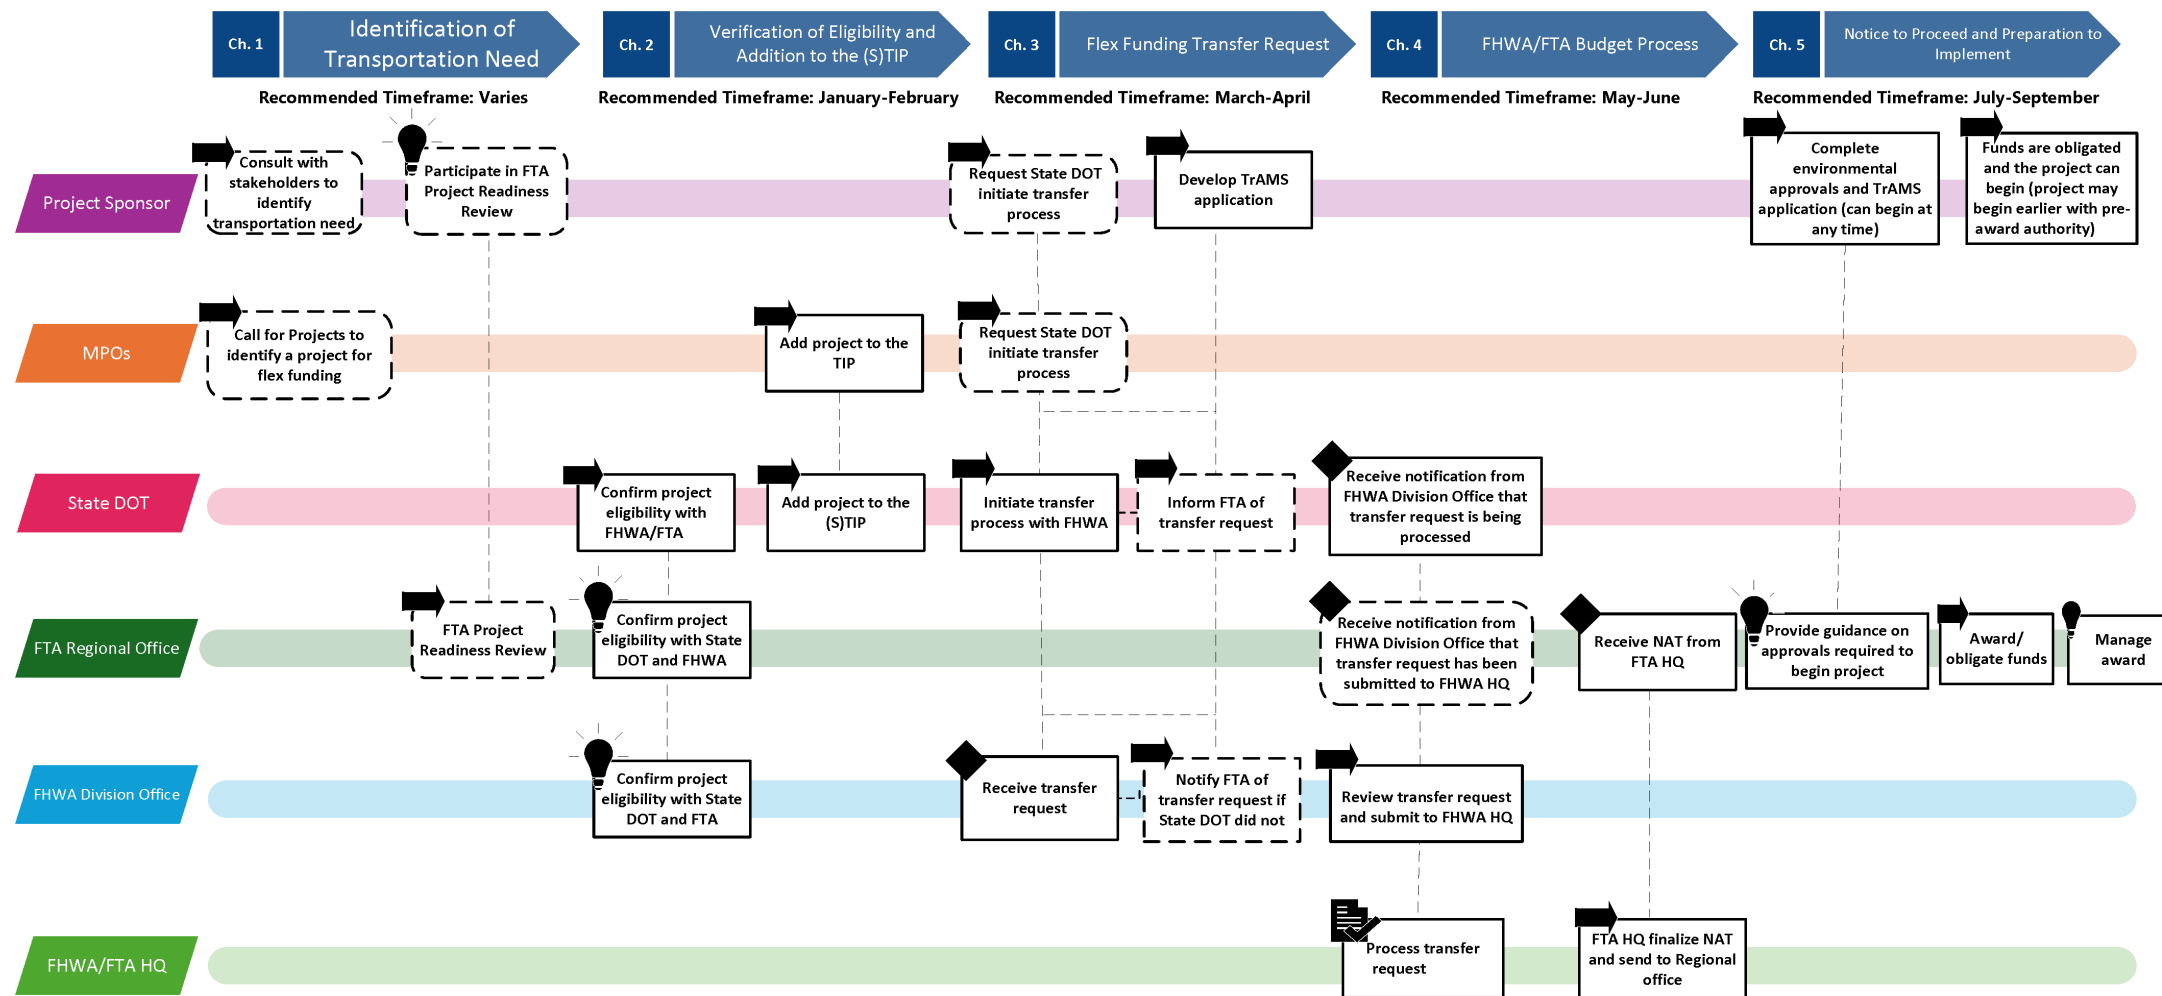 Ch. 1
Identification of
Transportation Need
Ch. 2
Verification of Eligibility and
Addition to the (S)TIP
Ch. 3
Flex Funding Transfer Request
Ch. 4
FHWA/FTA Budget Process
Ch. 5
Notice to Proceed and Preparation to
Implement
Recommended Timeframe: Varies
Recommended Timeframe: January-February
Recommended Timeframe: March-April
Recommended Timeframe: May-June
Recommended Timeframe: July-September
Project Sponsor
Consult with
stakeholders to
identify
transportation need
Participate in FTA
Project Readiness
Review
Request State DOT
initiate transfer
process
Develop TrAMS
application
Complete
environmental
approvals and TrAMS
application (can begin at
any time)
Funds are obligated
and the project can
begin (project may
begin earlier with pre-
award authority)
MPOs
Call for Projects to
identify a project for
flex funding
Add project to the
TIP
Request State DOT
initiate transfer
process
State DOT
Confirm project
eligibility with
FHWA/FTA
Add project to the
(S)TIP
Initiate transfer
process with FHWA
Inform FTA of
transfer request
Receive notification from
FHWA Division Office that
transfer request is being
processed
FTA Regional Office
FTA Project
Readiness Review
Confirm project
eligibility with State
DOT and FHWA
Receive notification from
FHWA Division Office that
transfer request has been
submitted to FHWA HQ
Receive NAT from
FTA HQ
Provide guidance on
approvals required to
begin project
Award/
obligate funds
Manage
award
FHWA Division Office
Confirm project
eligibility with State
DOT and FTA
Receive transfer
request
Notify FTA of
transfer request if
State DOT did not
Review transfer request
and submit to FHWA HQ
FHWA/FTA HQ
Process transfer
request
FTA HQ finalize NAT
and send to Regional
office